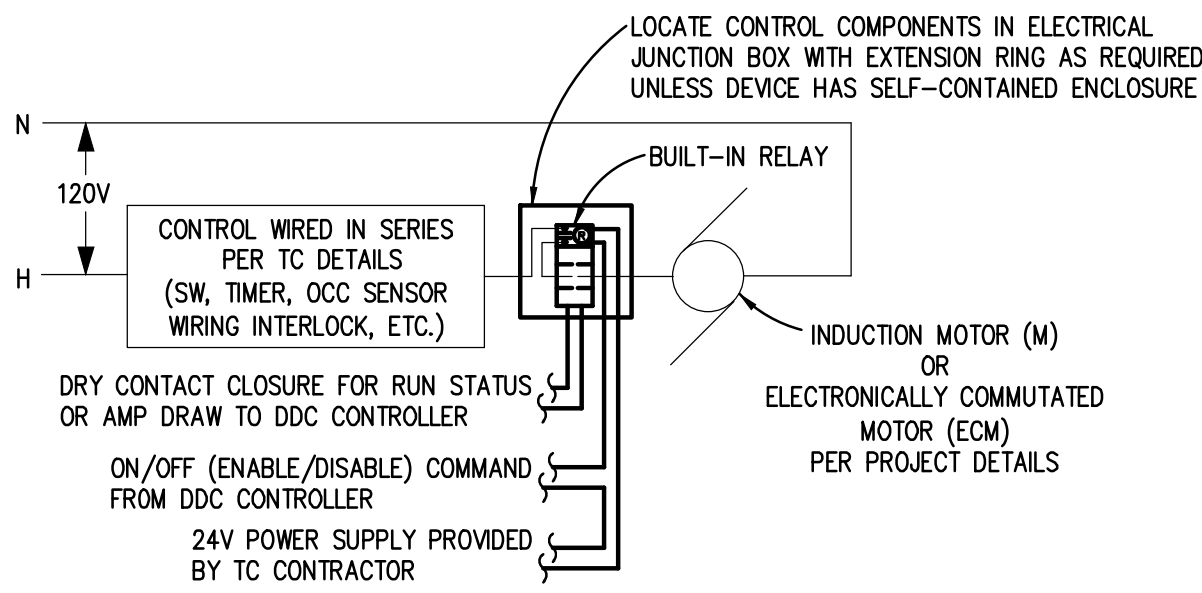 LOCATE CONTROL COMPONENTS IN ELECTRICAL
JUNCTION BOX WITH EXTENSION RING AS REQUIRED
UNLESS DEVICE HAS SELF-CONTAINED ENCLOSURE
N
BUILT-IN RELAY
120V
CONTROL WIRED IN SERIES
PER TC DETAILS
(SW, TIMER, OCC SENSOR
WIRING INTERLOCK, ETC.)
R
H
INDUCTION MOTOR (M)
OR
ELECTRONICALLY COMMUTATED
MOTOR (ECM)
PER PROJECT DETAILS
DRY CONTACT CLOSURE FOR RUN STATUS
OR AMP DRAW TO DDC CONTROLLER
ON/OFF (ENABLE/DISABLE) COMMAND
FROM DDC CONTROLLER
24V POWER SUPPLY PROVIDED
BY TC CONTRACTOR